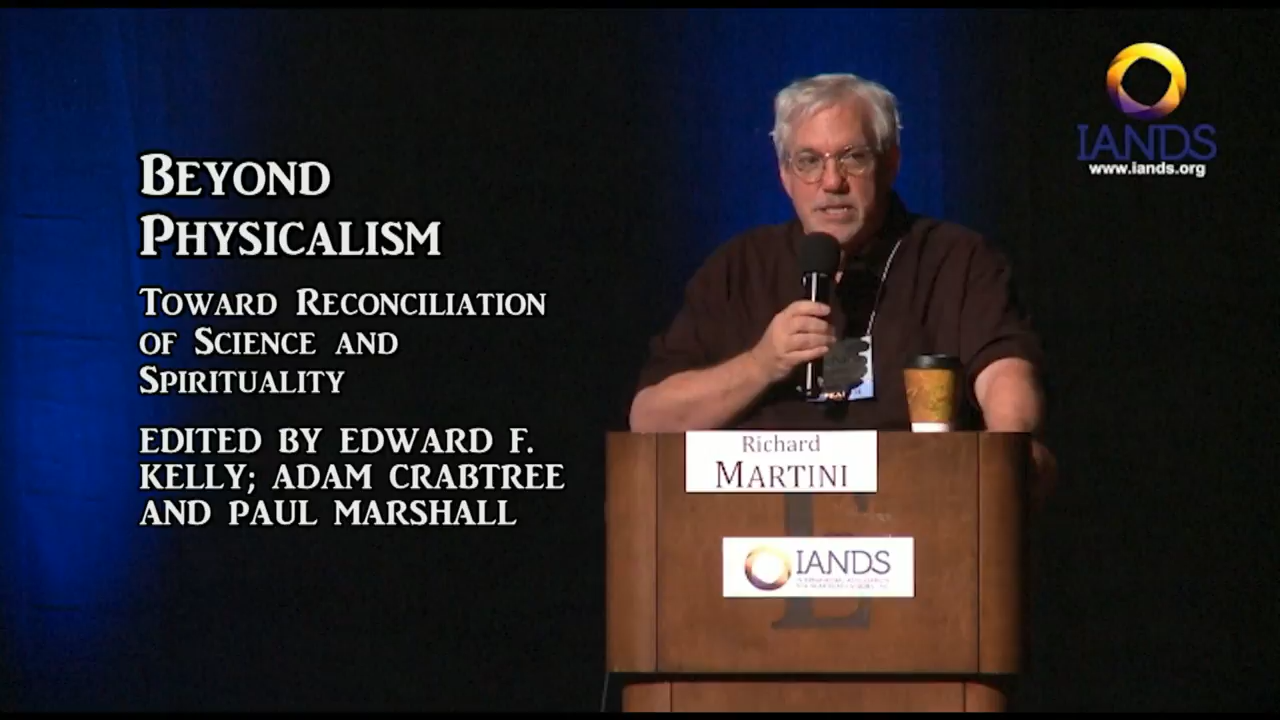 BEYOND
PHYSICALISM
TOWARD RECONCILIATION
OF SCIENCE AND
SPIRITUALITY
EDITED BY EDWARD F.
KELLY; ADAM CRABTREE
AND PAUL MARSHALL
IANDS
www.iands.org
Richard
MARTINI
IANDS
E